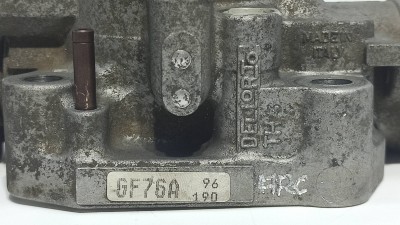 DELLORTO
MADE IN
ITALY
GF76A 96
190
MRC